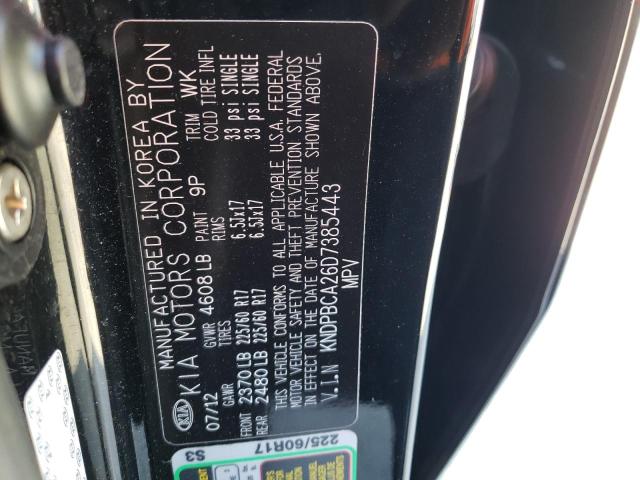 MANUFACTURED IN KOREA BY
KIA KIA MOTORS CORPORATION
07/12 GVWR 4608 LB PAINT 9P TRIM WK
GAWR TIRES RIMS COLD TIRE INFL
FRONT 2370 LB 225/60 R17 6.5Jx17 33 psi SINGLE
REAR 2480 LB 225/60 R17 6.5Jx17 33 psi SINGLE
THIS VEHICLE CONFORMS TO ALL APPLICABLE U.S.A. FEDERAL
MOTOR VEHICLE SAFETY AND THEFT PREVENTION STANDARDS
IN EFFECT ON THE DATE OF MANUFACTURE SHOWN ABOVE.
V.I.N KNDPBCA26D7385443
MPV
S3 225/60R17